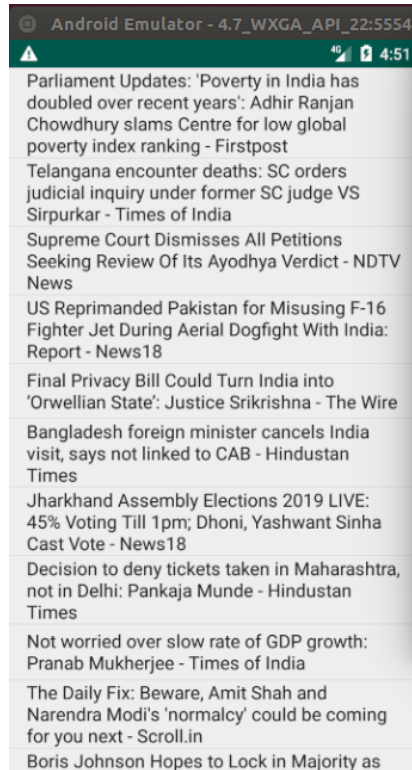 Android Emulator - 4.7_WXGA_API_22:5554
4G 4:51
Parliament Updates: 'Poverty in India has
doubled over recent years': Adhir Ranjan
Chowdhury slams Centre for low global
poverty index ranking - Firstpost
Telangana encounter deaths: SC orders
judicial inquiry under former SC judge VS
Sirpurkar - Times of India
Supreme Court Dismisses All Petitions
Seeking Review Of Its Ayodhya Verdict - NDTV
News
US Reprimanded Pakistan for Misusing F-16
Fighter Jet During Aerial Dogfight With India:
Report - News18
Final Privacy Bill Could Turn India into
‘Orwellian State’: Justice Srikrishna - The Wire
Bangladesh foreign minister cancels India
visit, says not linked to CAB - Hindustan
Times
Jharkhand Assembly Elections 2019 LIVE:
45% Voting Till 1pm; Dhoni, Yashwant Sinha
Cast Vote - News18
Decision to deny tickets taken in Maharashtra,
not in Delhi: Pankaja Munde - Hindustan
Times
Not worried over slow rate of GDP growth:
Pranab Mukherjee - Times of India
The Daily Fix: Beware, Amit Shah and
Narendra Modi's 'normalcy' could be coming
for you next - Scroll.in
Boris Johnson Hopes to Lock in Majority as